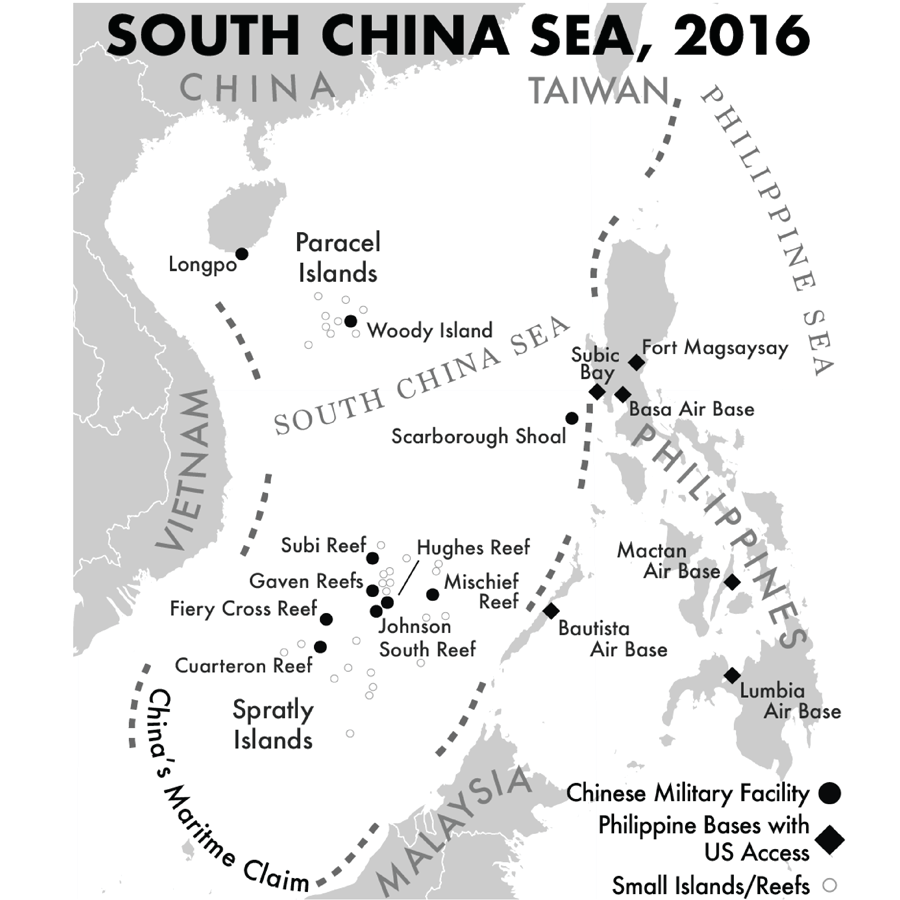 SOUTH CHINA SEA, 2016
CHINA
TAIWAN
PHILIPPINE SEA
Paracel
Islands
Longpo
Woody Island
SOUTH CHINA SEA
Fort Magsaysay
Subic
Bay
Basa Air Base
Scarborough Shoal
PHILIPPINES
VIETNAM
Subi Reef
Hughes Reef
Gaven Reefs
Mischief
Reef
Fiery Cross Reef
Johnson
South Reef
Cuarteron Reef
Mactan
Air Base
Bautista
Air Base
Lumbia
Air Base
Spratly
Islands
China's Maritme Claim
MALAYSIA
Chinese Military Facility
Philippine Bases with
US Access
Small Islands/Reefs